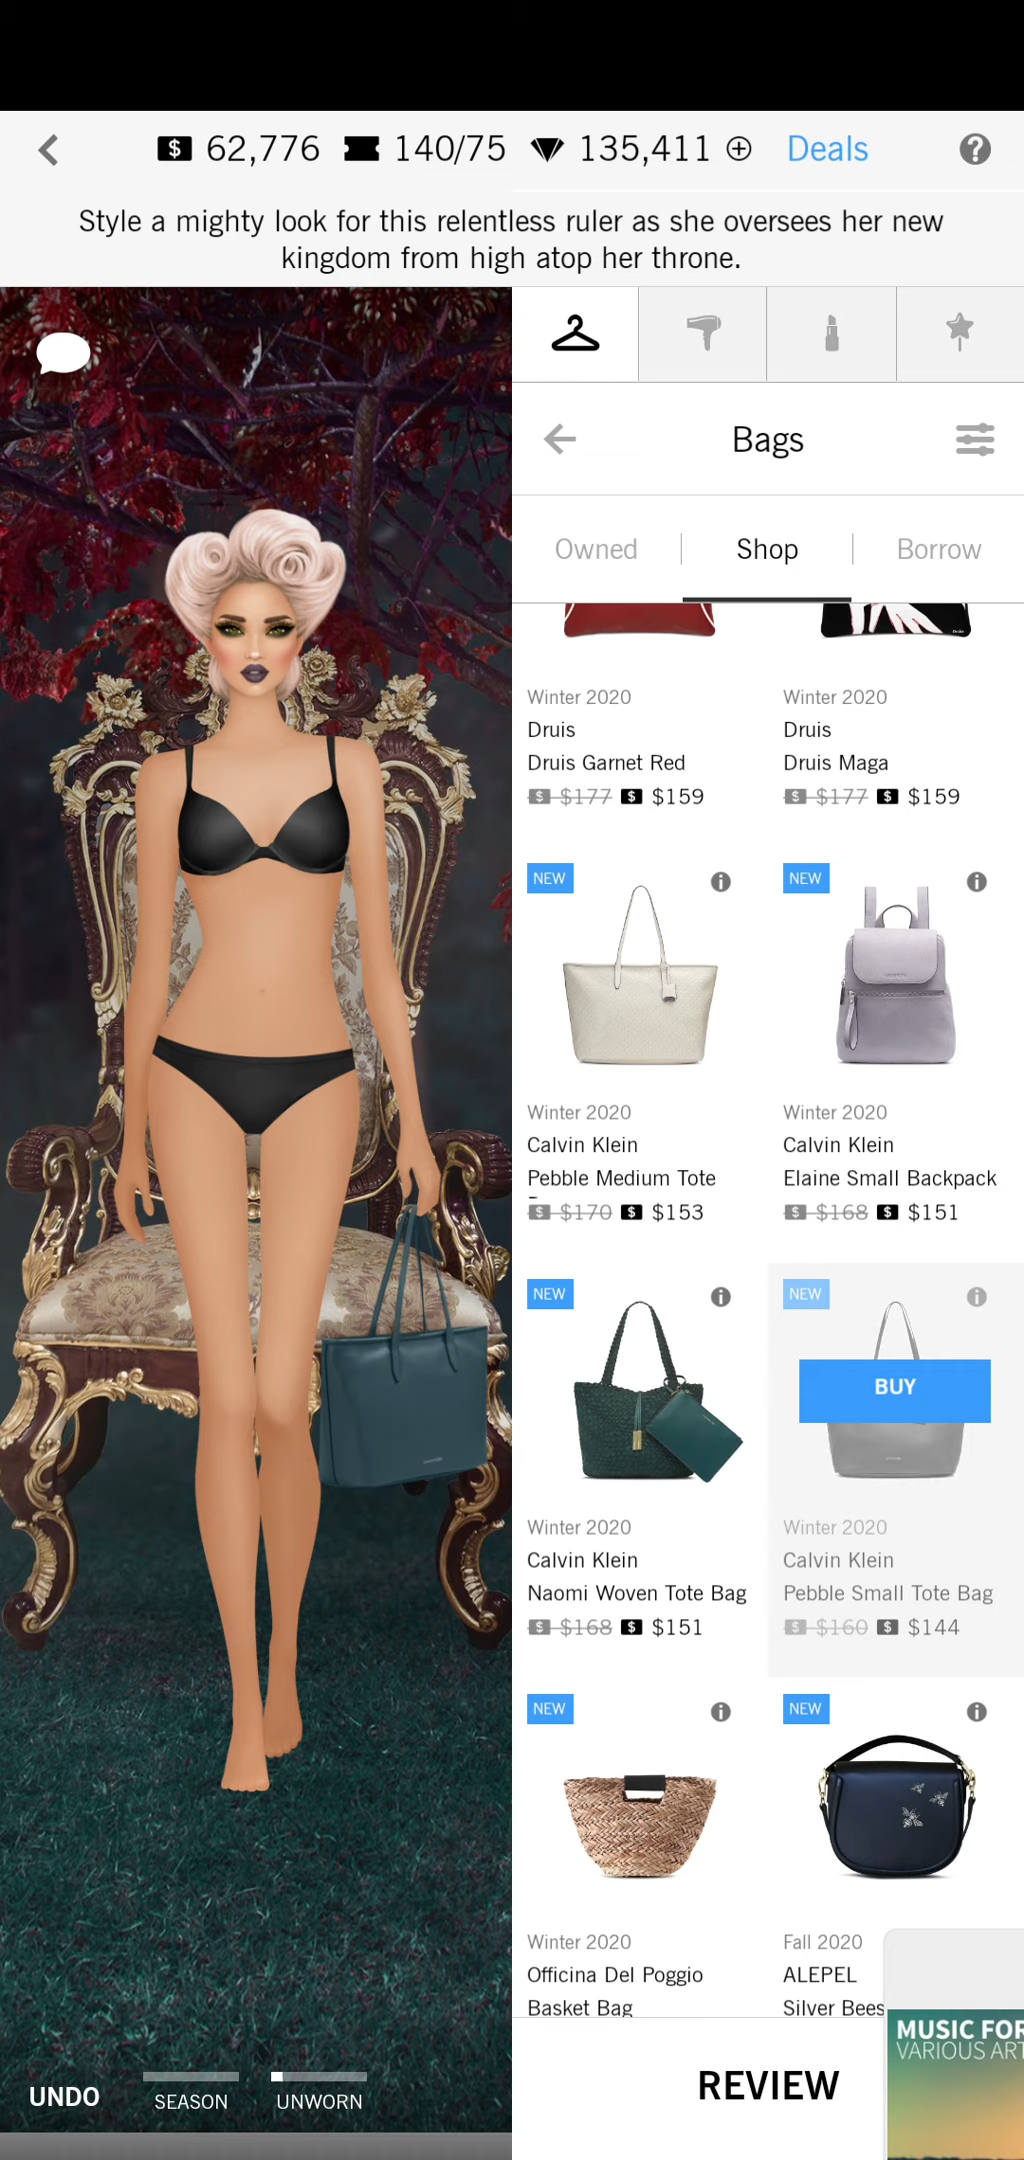 62,776 140/75 135,411 Deals
Style a mighty look for this relentless ruler as she oversees her new
kingdom from high atop her throne.
Bags
Owned Shop Borrow
Winter 2020
Druis
Druis Garnet Red
$177 $159
Winter 2020
Druis
Druis Maga
$177 $159
NEW
Winter 2020
Calvin Klein
Pebble Medium Tote
$170 $153
NEW
Winter 2020
Calvin Klein
Elaine Small Backpack
$168 $151
NEW
Winter 2020
Calvin Klein
Naomi Woven Tote Bag
$168 $151
NEW
BUY
Winter 2020
Calvin Klein
Pebble Small Tote Bag
$160 $144
NEW
Winter 2020
Officina Del Poggio
Basket Bag
NEW
Fall 2020
ALEPEL
Silver Bees
MUSIC FOR
VARIOUS ART
UNDO
SEASON
UNWORN
REVIEW